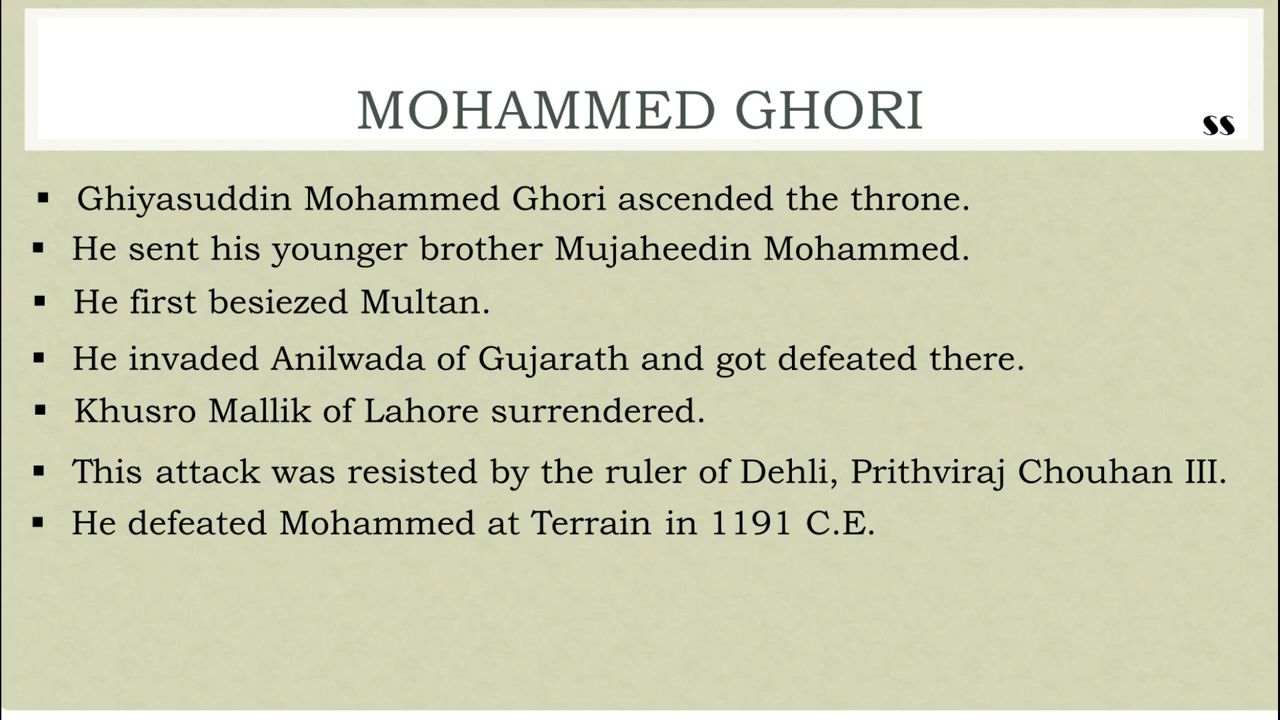 MOHAMMED GHORI
SS
▪ Ghiyasuddin Mohammed Ghori ascended the throne.
▪ He sent his younger brother Mujaheedin Mohammed.
▪ He first besiezed Multan.
▪ He invaded Anilwada of Gujarath and got defeated there.
▪ Khusro Mallik of Lahore surrendered.
▪ This attack was resisted by the ruler of Dehli, Prithviraj Chouhan III.
▪ He defeated Mohammed at Terrain in 1191 C.E.